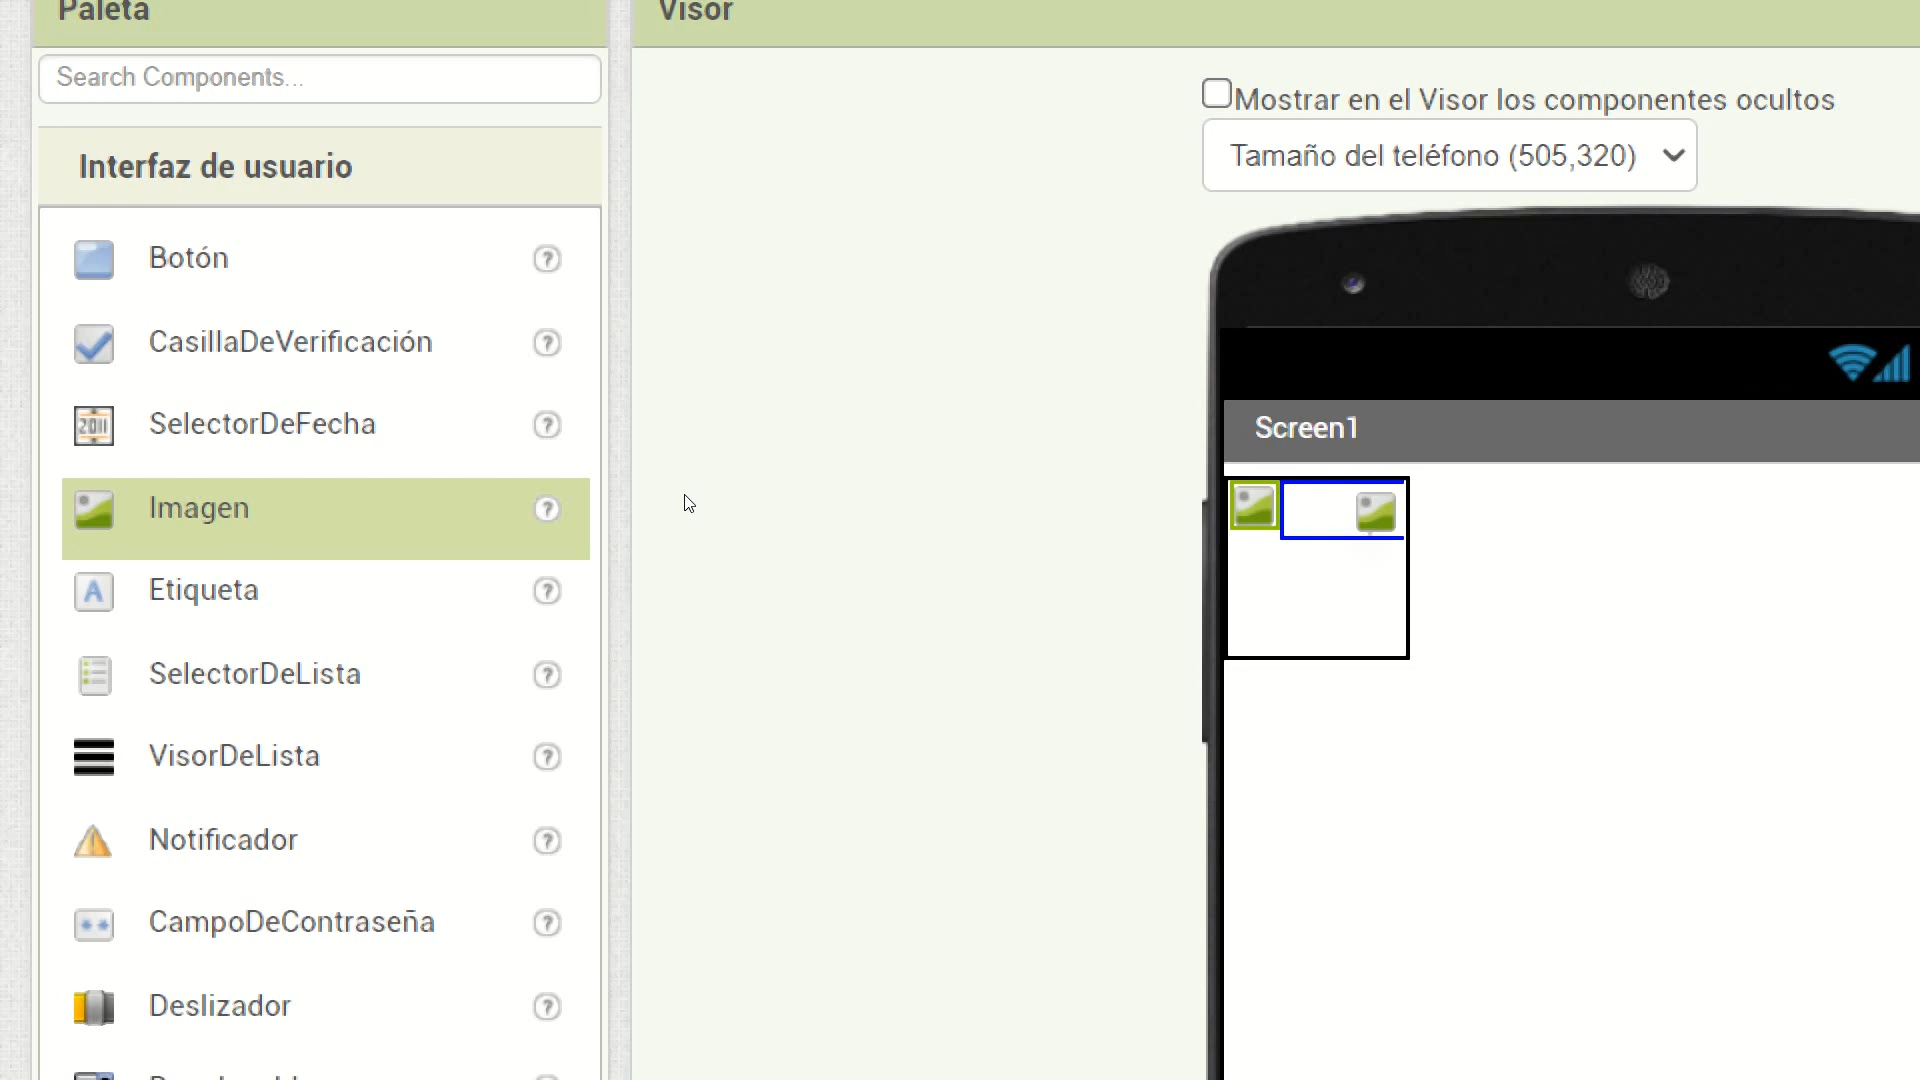 Paleta
Visor
Search Components...
Mostrar en el Visor los componentes ocultos
Tamaño del teléfono (505,320)
Interfaz de usuario
Botón
?
CasillaDeVerificación
?
2011
SelectorDeFecha
?
Screen1
Imagen
?
A
Etiqueta
?
SelectorDeLista
?
VisorDeLista
?
Notificador
?
CampoDeContraseña
?
Deslizador
?